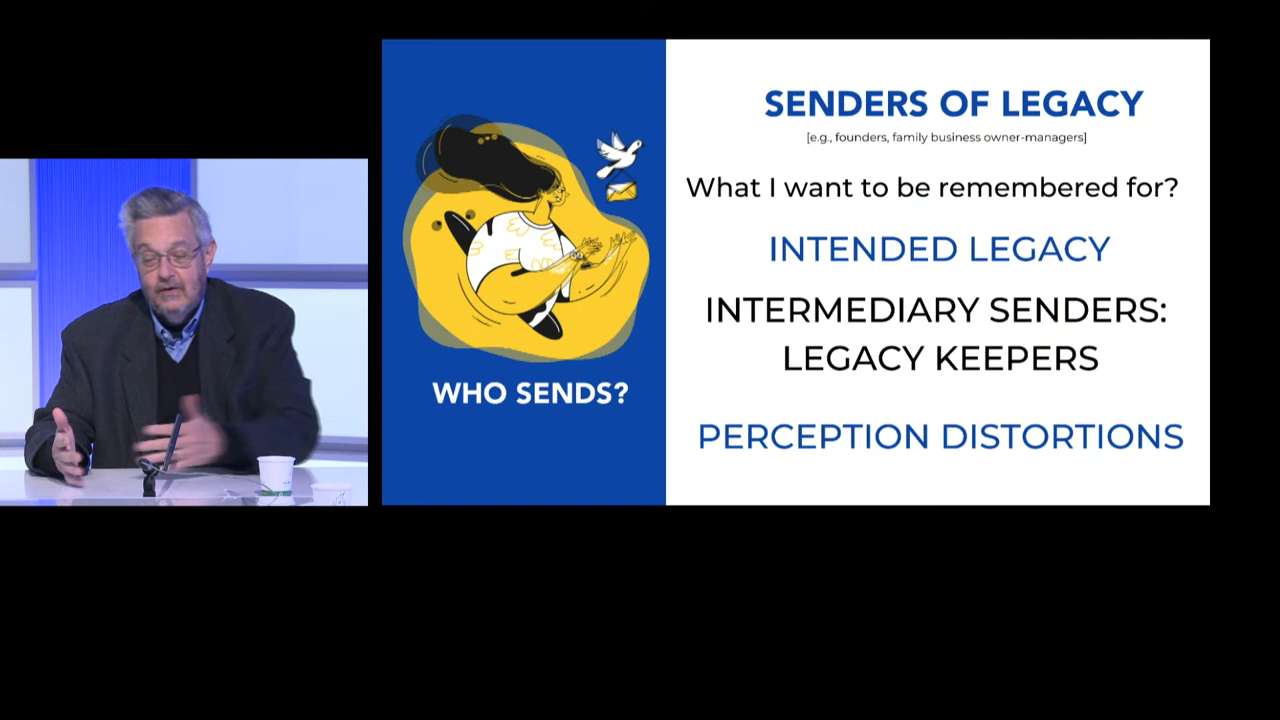 SENDERS OF LEGACY
[e.g., founders, family business owner-managers]
What I want to be remembered for?
INTENDED LEGACY
INTERMEDIARY SENDERS:
LEGACY KEEPERS
PERCEPTION DISTORTIONS
WHO SENDS?